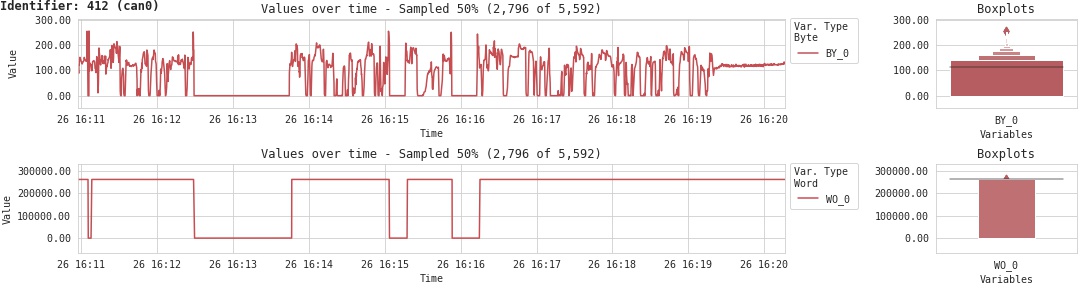 Identifier: 412 (can0)
Values over time - Sampled 50% (2,796 of 5,592)
Value
300.00
200.00
100.00
0.00
26 16:11 26 16:12 26 16:13 26 16:14 26 16:15 26 16:16 26 16:17 26 16:18 26 16:19 26 16:20
Time
Var. Type
Byte
BY_0
Boxplots
300.00
200.00
100.00
0.00
BY_0
Variables
Values over time - Sampled 50% (2,796 of 5,592)
Value
300000.00
200000.00
100000.00
0.00
26 16:11 26 16:12 26 16:13 26 16:14 26 16:15 26 16:16 26 16:17 26 16:18 26 16:19 26 16:20
Time
Var. Type
Word
WO_0
Boxplots
300000.00
200000.00
100000.00
0.00
WO_0
Variables